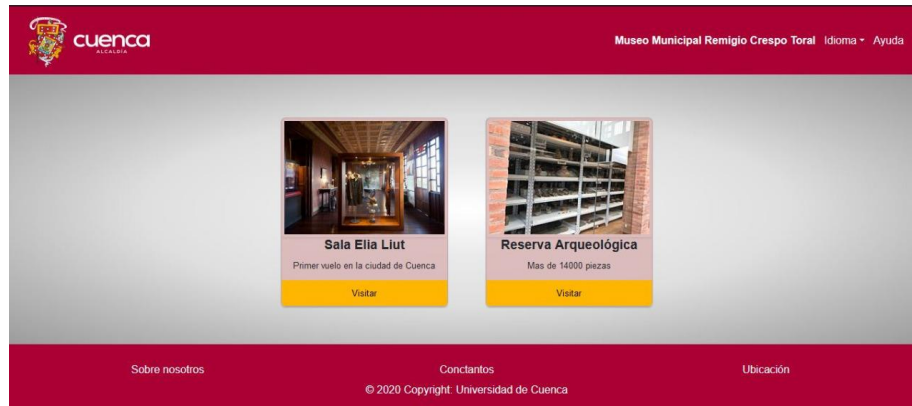 cuenca
ALCALDÍA
Museo Municipal Remigio Crespo Toral Idioma Ayuda
Sala Elia Liut
Primer vuelo en la ciudad de Cuenca
Visitar
Reserva Arqueológica
Mas de 14000 piezas
Visitar
Sobre nosotros Conctantos Ubicación
© 2020 Copyright: Universidad de Cuenca